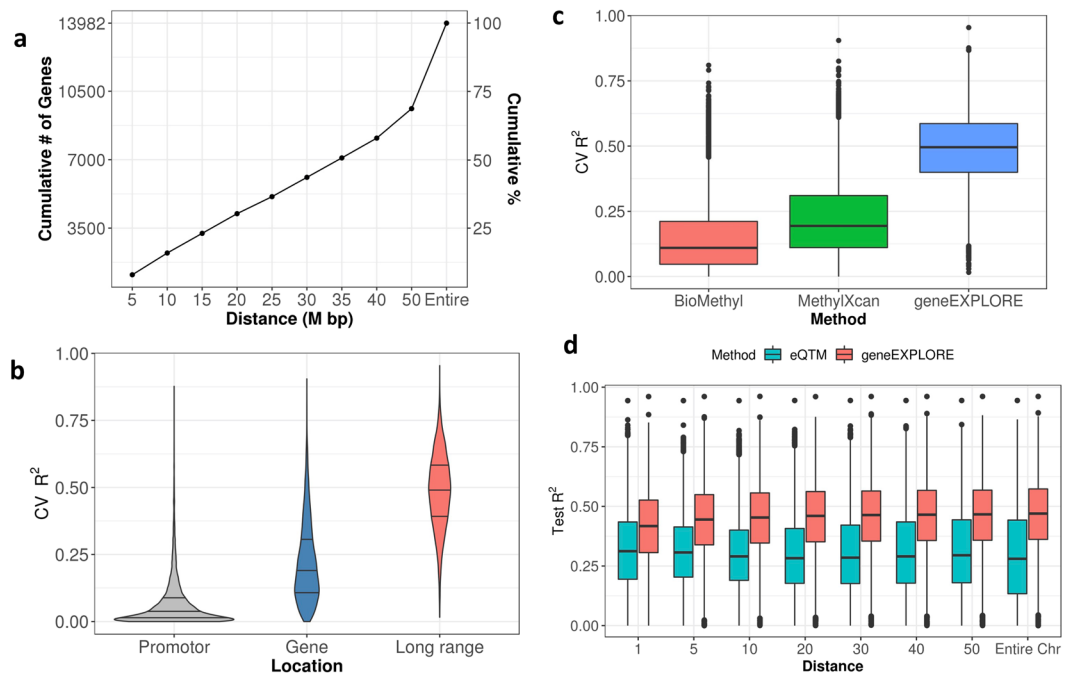 a
13982
10500
7000
3500
Cumulative # of Genes
100
75
50
25
Cumulative %
5 10 15 20 25 30 35 40 50 Entire
Distance (M bp)
b
1.00
0.75
0.50
0.25
0.00
CV R²
Promotor Gene Long range
Location
c
1.00
0.75
0.50
0.25
0.00
CV R²
BioMethyl MethylXcan geneEXPLORE
Method
d
Method eQTM geneEXPLORE
1.00
0.75
0.50
0.25
0.00
Test R²
1 5 10 20 30 40 50 Entire Chr
Distance